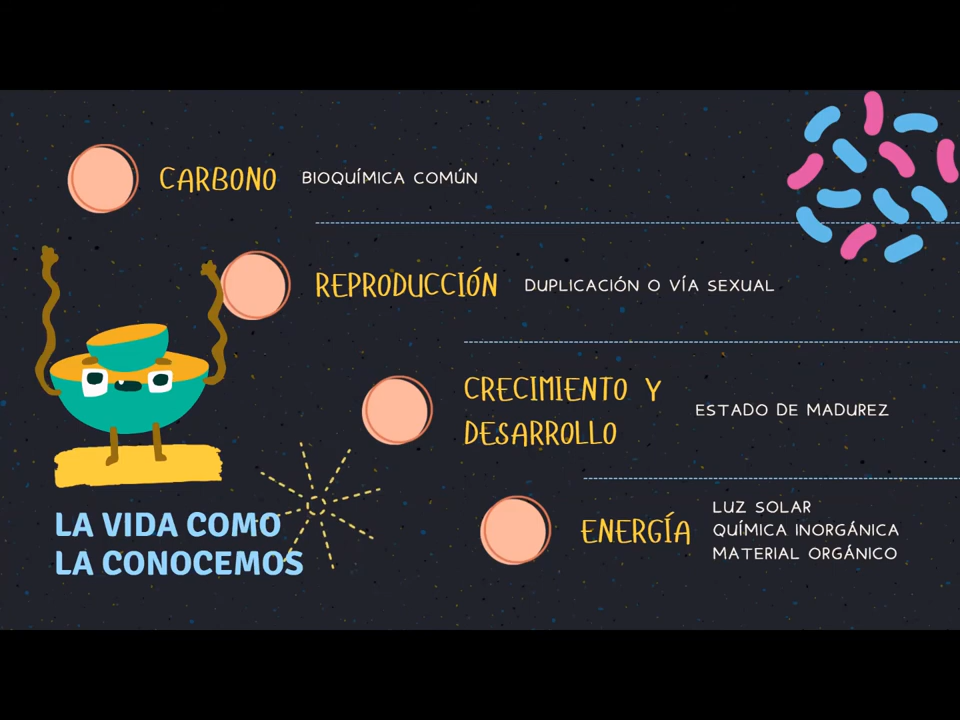 CARBONO BIOQUÍMICA COMÚN
REPRODUCCIÓN DUPLICACIÓN O VÍA SEXUAL
CRECIMIENTO Y
DESARROLLO
ESTADO DE MADUREZ
ENERGÍA
LUZ SOLAR
QUÍMICA INORGÁNICA
MATERIAL ORGÁNICO
LA VIDA COMO
LA CONOCEMOS